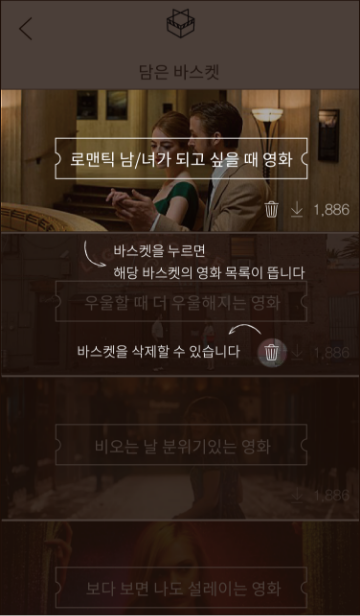 담은 바스켓
로맨틱 남/녀가 되고 싶을 때 영화
1,886
바스켓을 누르면
해당 바스켓의 영화 목록이 뜹니다
우울할 때 더 우울해지는 영화
바스켓을 삭제할 수 있습니다
1,886
비오는 날 분위기있는 영화
1,886
보다 보면 나도 설레이는 영화